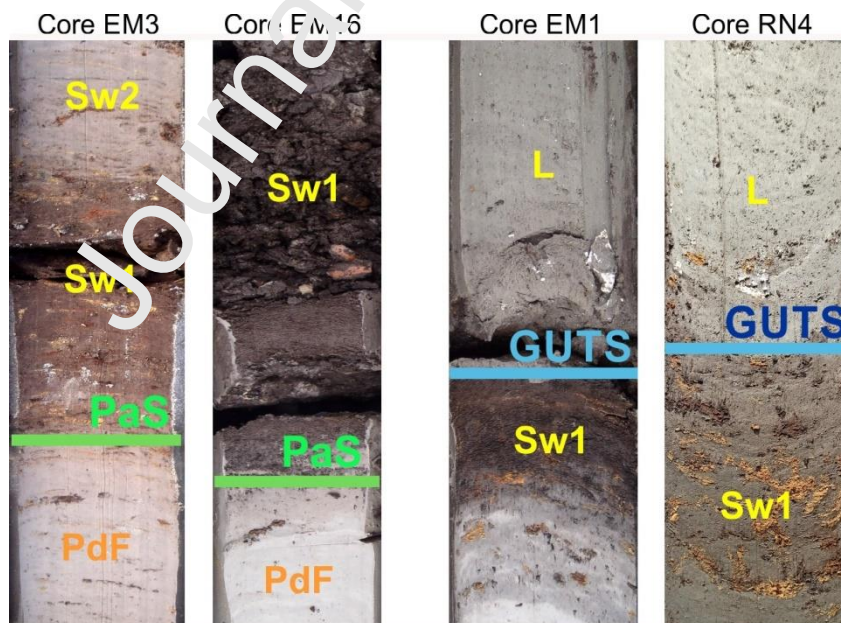 Core EM3
Core EM16
Core EM1
Core RN4
Sw2
Sw1
PaS
PdF
Sw1
PaS
PdF
L
GUTS
Sw1
L
GUTS
Sw1
Journa